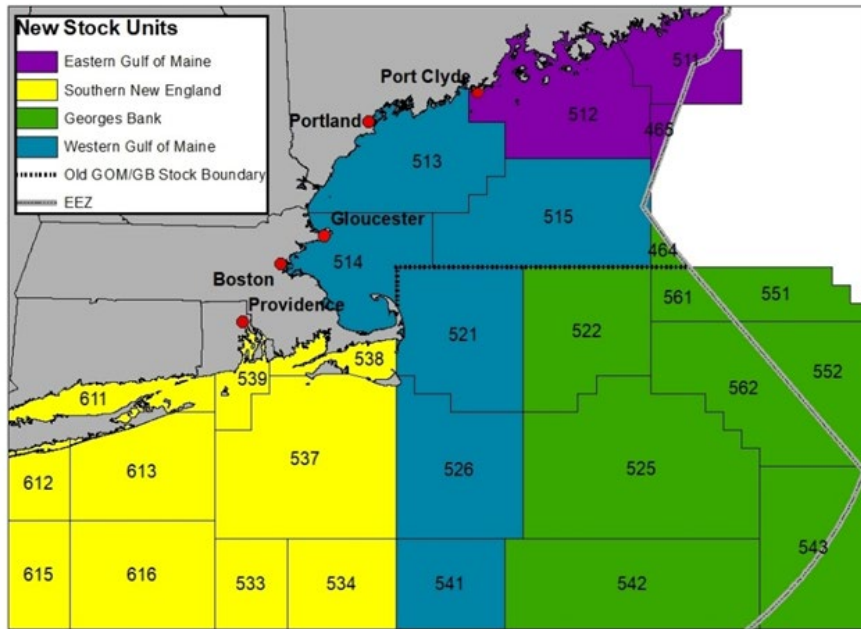 New Stock Units
Eastern Gulf of Maine
Southern New England
Georges Bank
Western Gulf of Maine
Old GOM/GB Stock Boundary
EEZ
511
Port Clyde
512
465
Portland
513
515
Gloucester
464
514
Boston
561
551
Providence
521
522
538
539
562
552
611
537
526
525
613
612
543
615
616
533
534
541
542